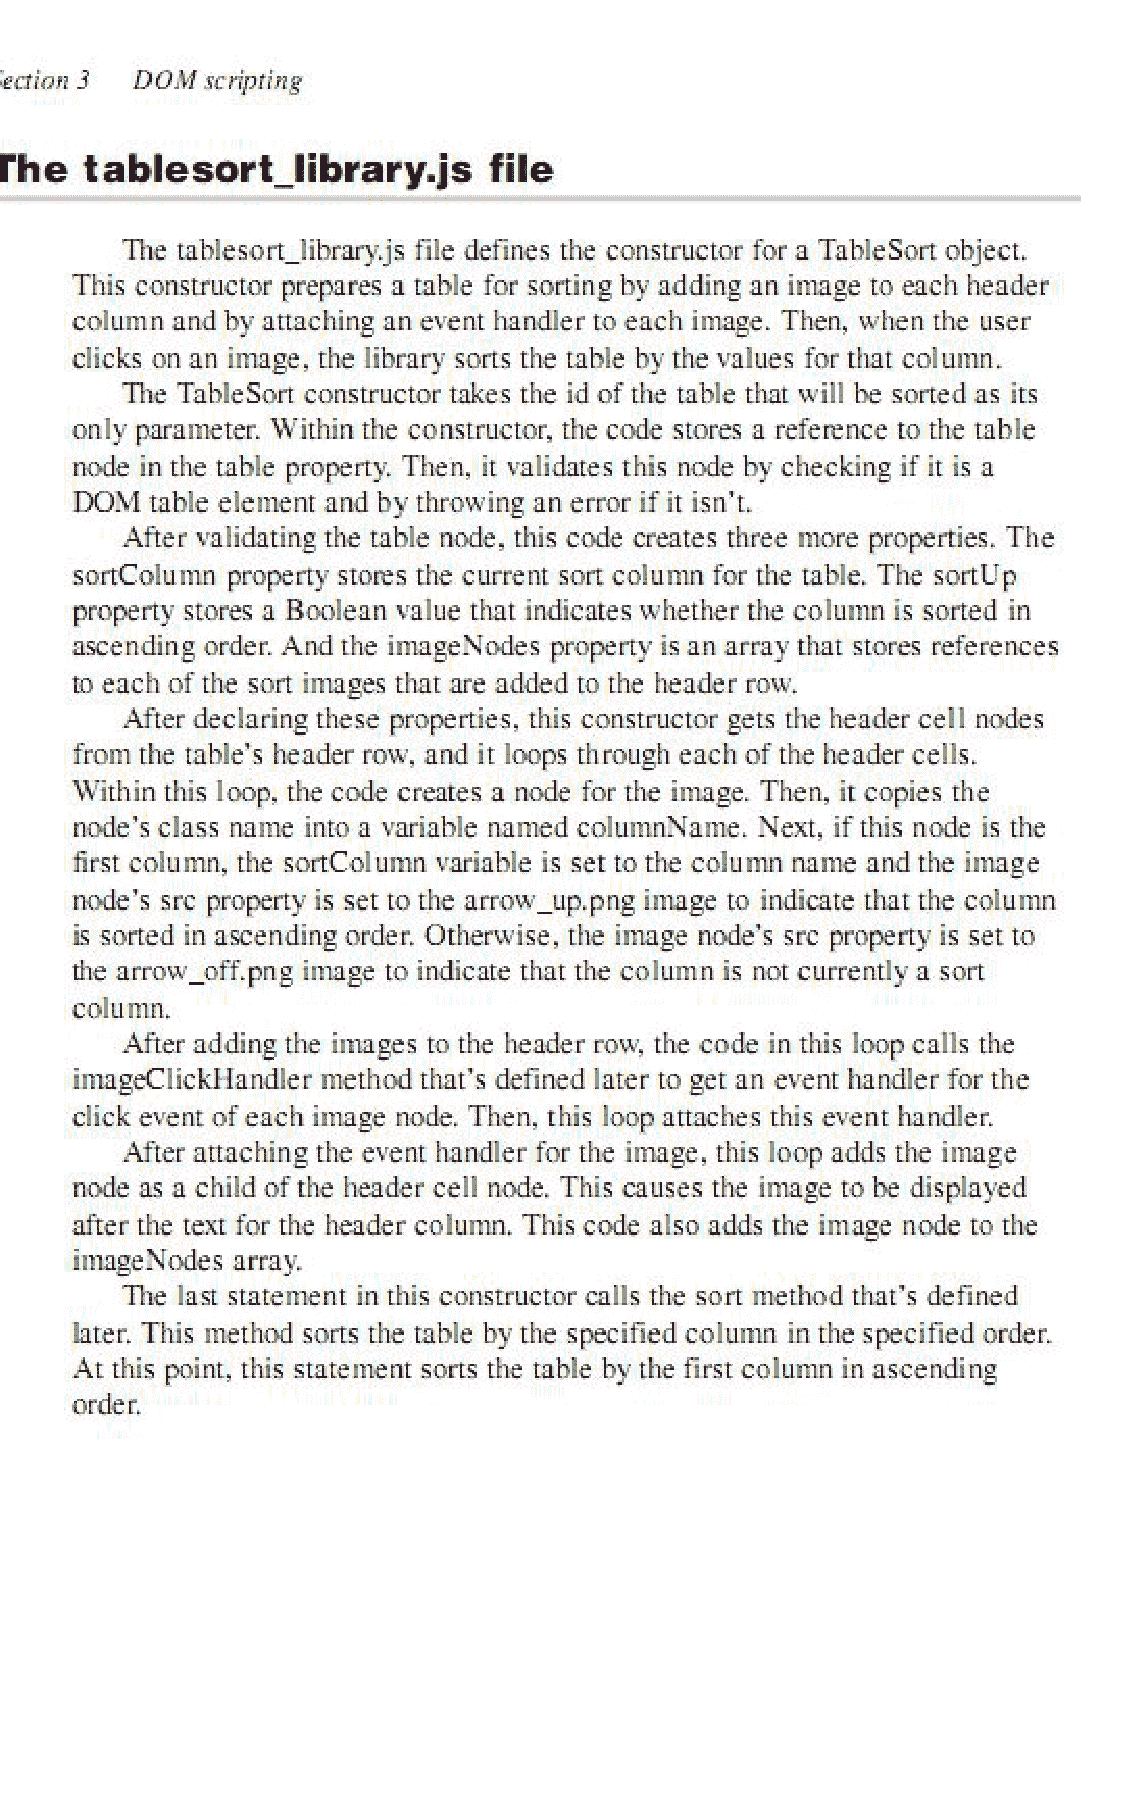 Section 3 DOM scripting
The tablesort_library.js file
The tablesort_library.js file defines the constructor for a TableSort object.
This constructor prepares a table for sorting by adding an image to each header
column and by attaching an event handler to each image. Then, when the user
clicks on an image, the library sorts the table by the values for that column.
The TableSort constructor takes the id of the table that will be sorted as its
only parameter. Within the constructor, the code stores a reference to the table
node in the table property. Then, it validates this node by checking if it is a
DOM table element and by throwing an error if it isn't.
After validating the table node, this code creates three more properties. The
sortColumn property stores the current sort column for the table. The sortUp
property stores a Boolean value that indicates whether the column is sorted in
ascending order. And the imageNodes property is an array that stores references
to each of the sort images that are added to the header row.
After declaring these properties, this constructor gets the header cell nodes
from the table's header row, and it loops through each of the header cells.
Within this loop, the code creates a node for the image. Then, it copies the
node's class name into a variable named columnName. Next, if this node is the
first column, the sortColumn variable is set to the column name and the image
node's src property is set to the arrow_up.png image to indicate that the column
is sorted in ascending order. Otherwise, the image node's src property is set to
the arrow_off.png image to indicate that the column is not currently a sort
column.
After adding the images to the header row, the code in this loop calls the
imageClickHandler method that's defined later to get an event handler for the
click event of each image node. Then, this loop attaches this event handler.
After attaching the event handler for the image, this loop adds the image
node as a child of the header cell node. This causes the image to be displayed
after the text for the header column. This code also adds the image node to the
imageNodes array.
The last statement in this constructor calls the sort method that's defined
later. This method sorts the table by the specified column in the specified order.
At this point, this statement sorts the table by the first column in ascending
order.